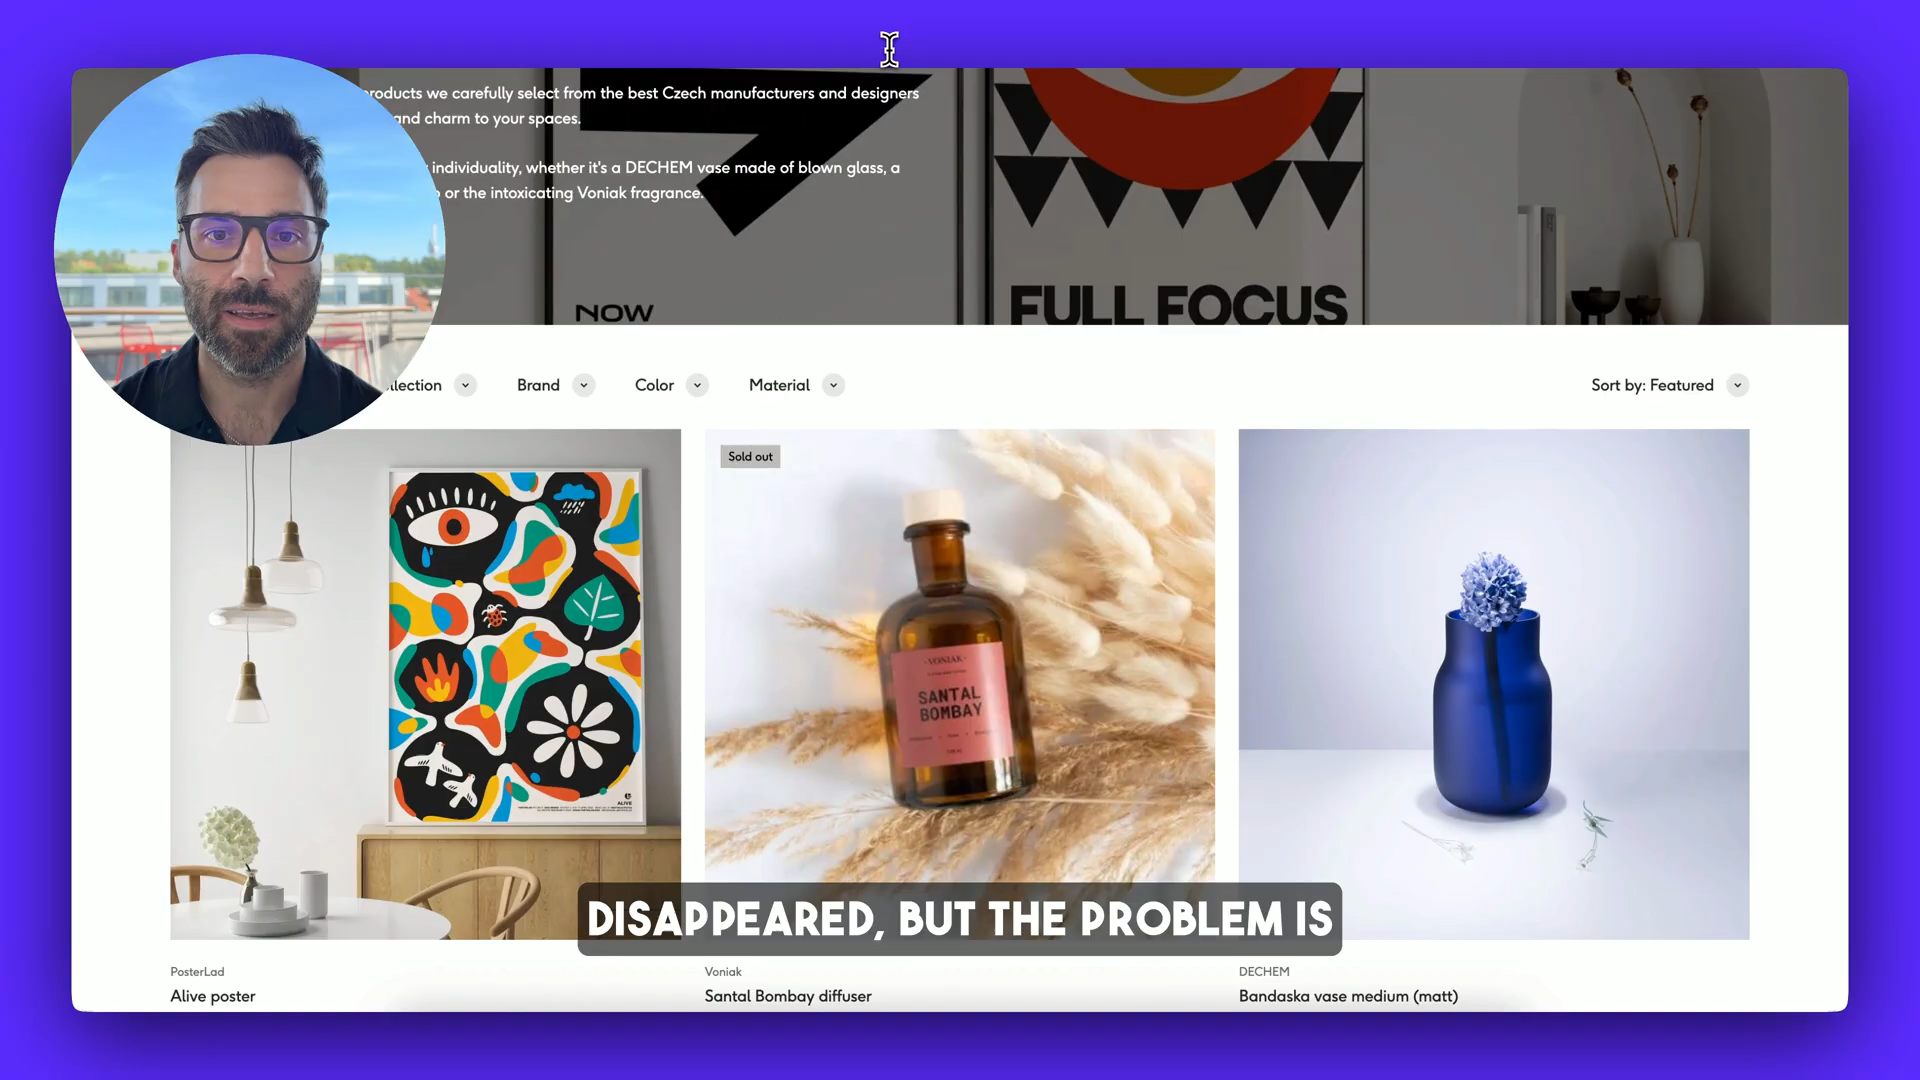 products we carefully select from the best Czech manufacturers and designers
and charm to your spaces.
individuality, whether it's a DECHEM vase made of blown glass, a
or the intoxicating Voniak fragrance.
NOW
FULL FOCUS
Brand
Color
Material
Sort by: Featured
Sold out
VONIAK
SANTAL
BOMBAY
ALIVE
DISAPPEARED, BUT THE PROBLEM IS
PosterLad
Alive poster
Voniak
Santal Bombay diffuser
DECHEM
Bandaska vase medium (matt)